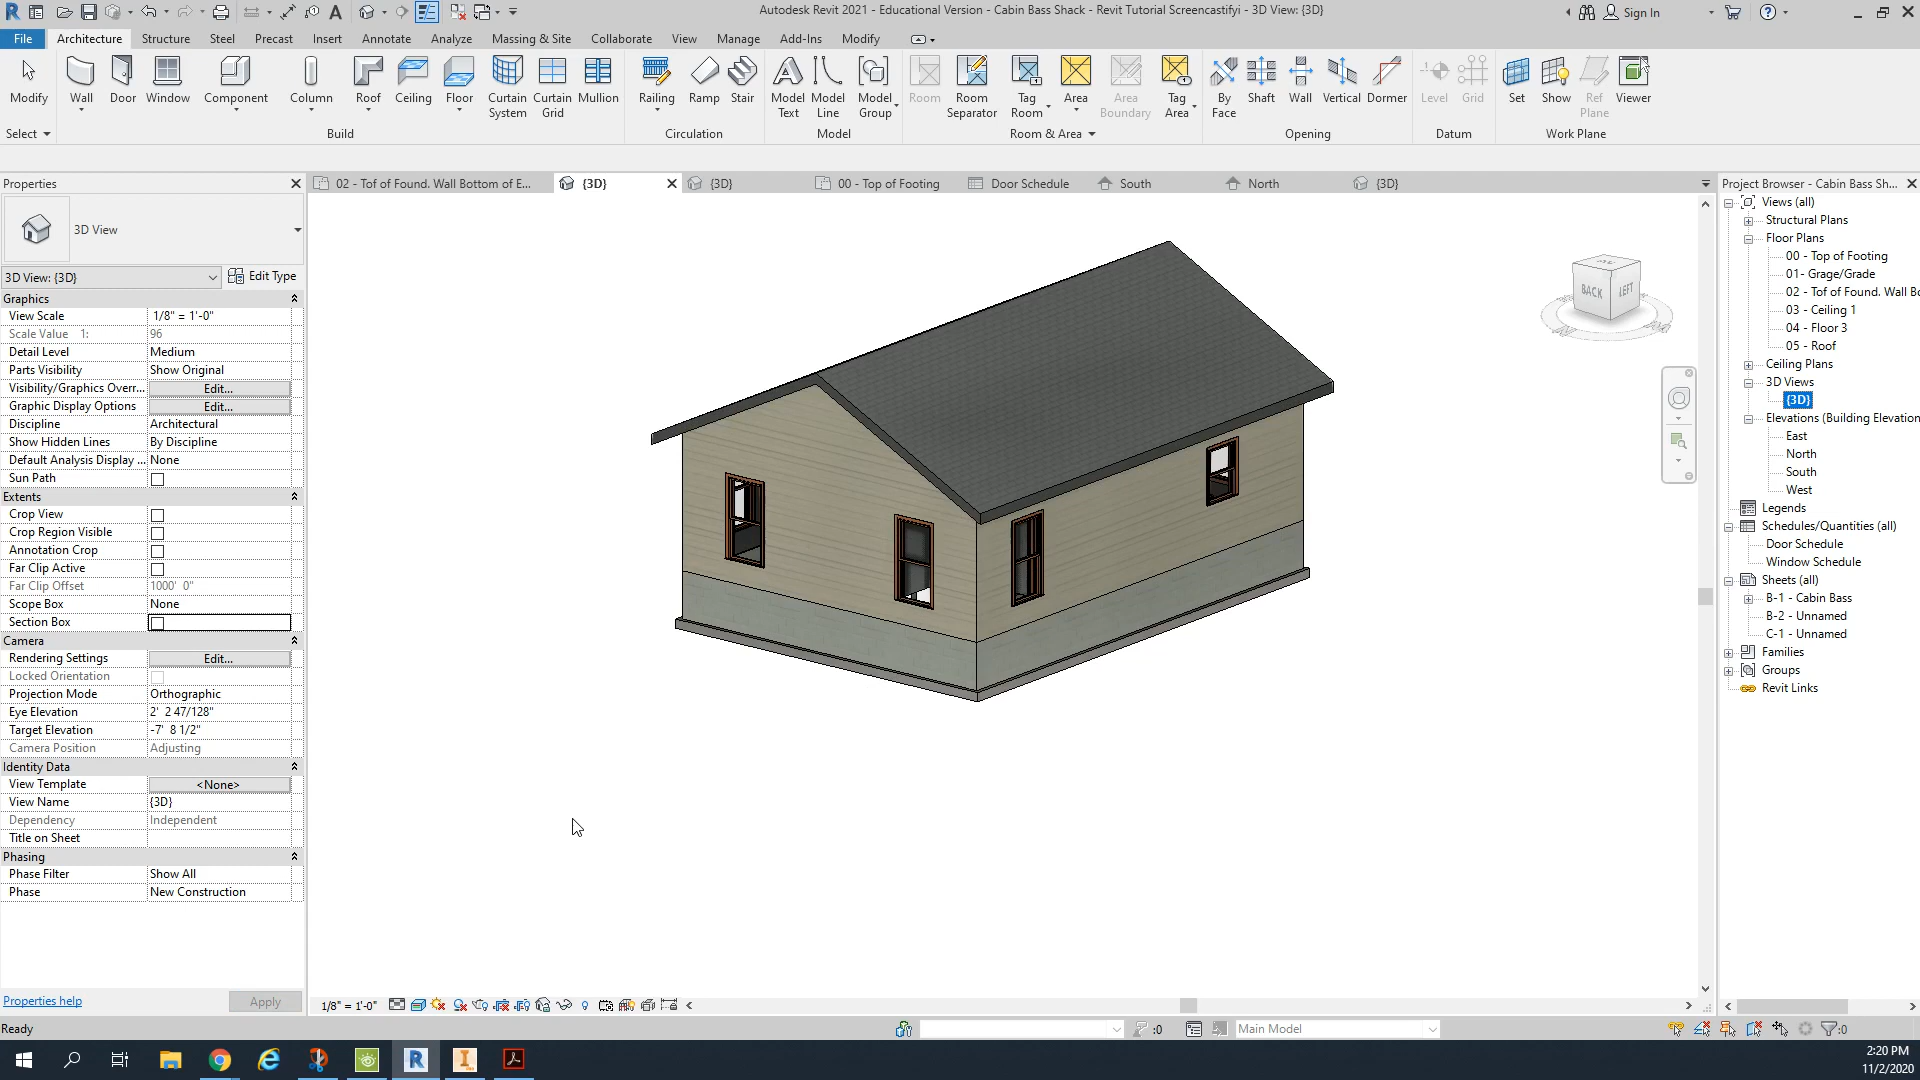 Autodesk Revit 2021 - Educational Version - Cabin Bass Shack - Revit Tutorial Screencastifyi - 3D View: {3D}
Sign In
File Architecture Structure Steel Precast Insert Annotate Analyze Massing & Site Collaborate View Manage Add-Ins Modify
Modify Wall Door Window Component Column Roof Ceiling Floor Curtain System Curtain Grid Mullion Railing Ramp Stair Model Text Model Line Model Group Room Room Separator Tag Room Area Area Boundary Tag Area By Face Shaft Wall Vertical Dormer Level Grid Set Show Ref Plane Viewer
Select Build Circulation Model Room & Area Opening Datum Work Plane
Properties
02 - Tof of Found. Wall Bottom of E... {3D} {3D} 00 - Top of Footing Door Schedule South North {3D}
3D View
3D View: {3D} Edit Type
Graphics
View Scale 1/8" = 1'-0"
Scale Value 1: 96
Detail Level Medium
Parts Visibility Show Original
Visibility/Graphics Overr... Edit...
Graphic Display Options Edit...
Discipline Architectural
Show Hidden Lines By Discipline
Default Analysis Display ... None
Sun Path
Extents
Crop View
Crop Region Visible
Annotation Crop
Far Clip Active
Far Clip Offset 1000' 0"
Scope Box None
Section Box
Camera
Rendering Settings Edit...
Locked Orientation
Projection Mode Orthographic
Eye Elevation 2' 2 47/128"
Target Elevation -7' 8 1/2"
Camera Position Adjusting
Identity Data
View Template <None>
View Name {3D}
Dependency Independent
Title on Sheet
Phasing
Phase Filter Show All
Phase New Construction
Properties help Apply
BACK LEFT
Project Browser - Cabin Bass Sh...
Views (all)
Structural Plans
Floor Plans
00 - Top of Footing
01- Grage/Grade
02 - Tof of Found. Wall Bo
03 - Ceiling 1
04 - Floor 3
05 - Roof
Ceiling Plans
3D Views
{3D}
Elevations (Building Elevation
East
North
South
West
Legends
Schedules/Quantities (all)
Door Schedule
Window Schedule
Sheets (all)
B-1 - Cabin Bass
B-2 - Unnamed
C-1 - Unnamed
Families
Groups
Revit Links
1/8" = 1'-0"
Ready :0 Main Model :0
2:20 PM
11/2/2020